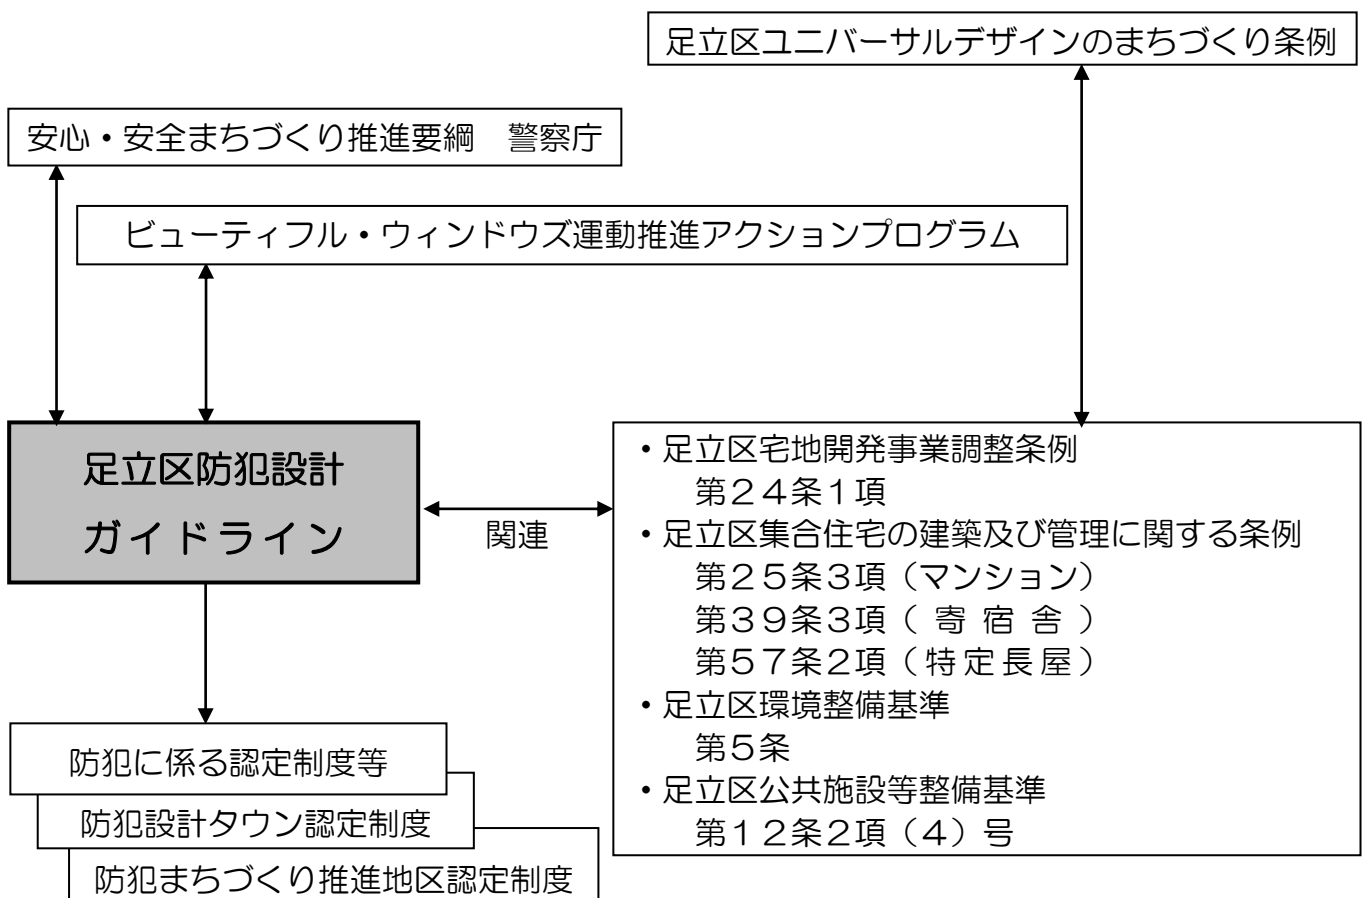 足立区ユニバーサルデザインのまちづくり条例
安心・安全まちづくり推進要綱　警察庁
ビューティフル・ウィンドウズ運動推進アクションプログラム
足立区防犯設計
ガイドライン
関連
・足立区宅地開発事業調整条例
第２４条１項
・足立区集合住宅の建築及び管理に関する条例
第２５条３項（マンション）
第３９条３項（ 寄 宿 舎 ）
第５７条２項（特定長屋）
・足立区環境整備基準
第５条
・足立区公共施設等整備基準
第１２条２項（４）号
防犯に係る認定制度等
防犯設計タウン認定制度
防犯まちづくり推進地区認定制度